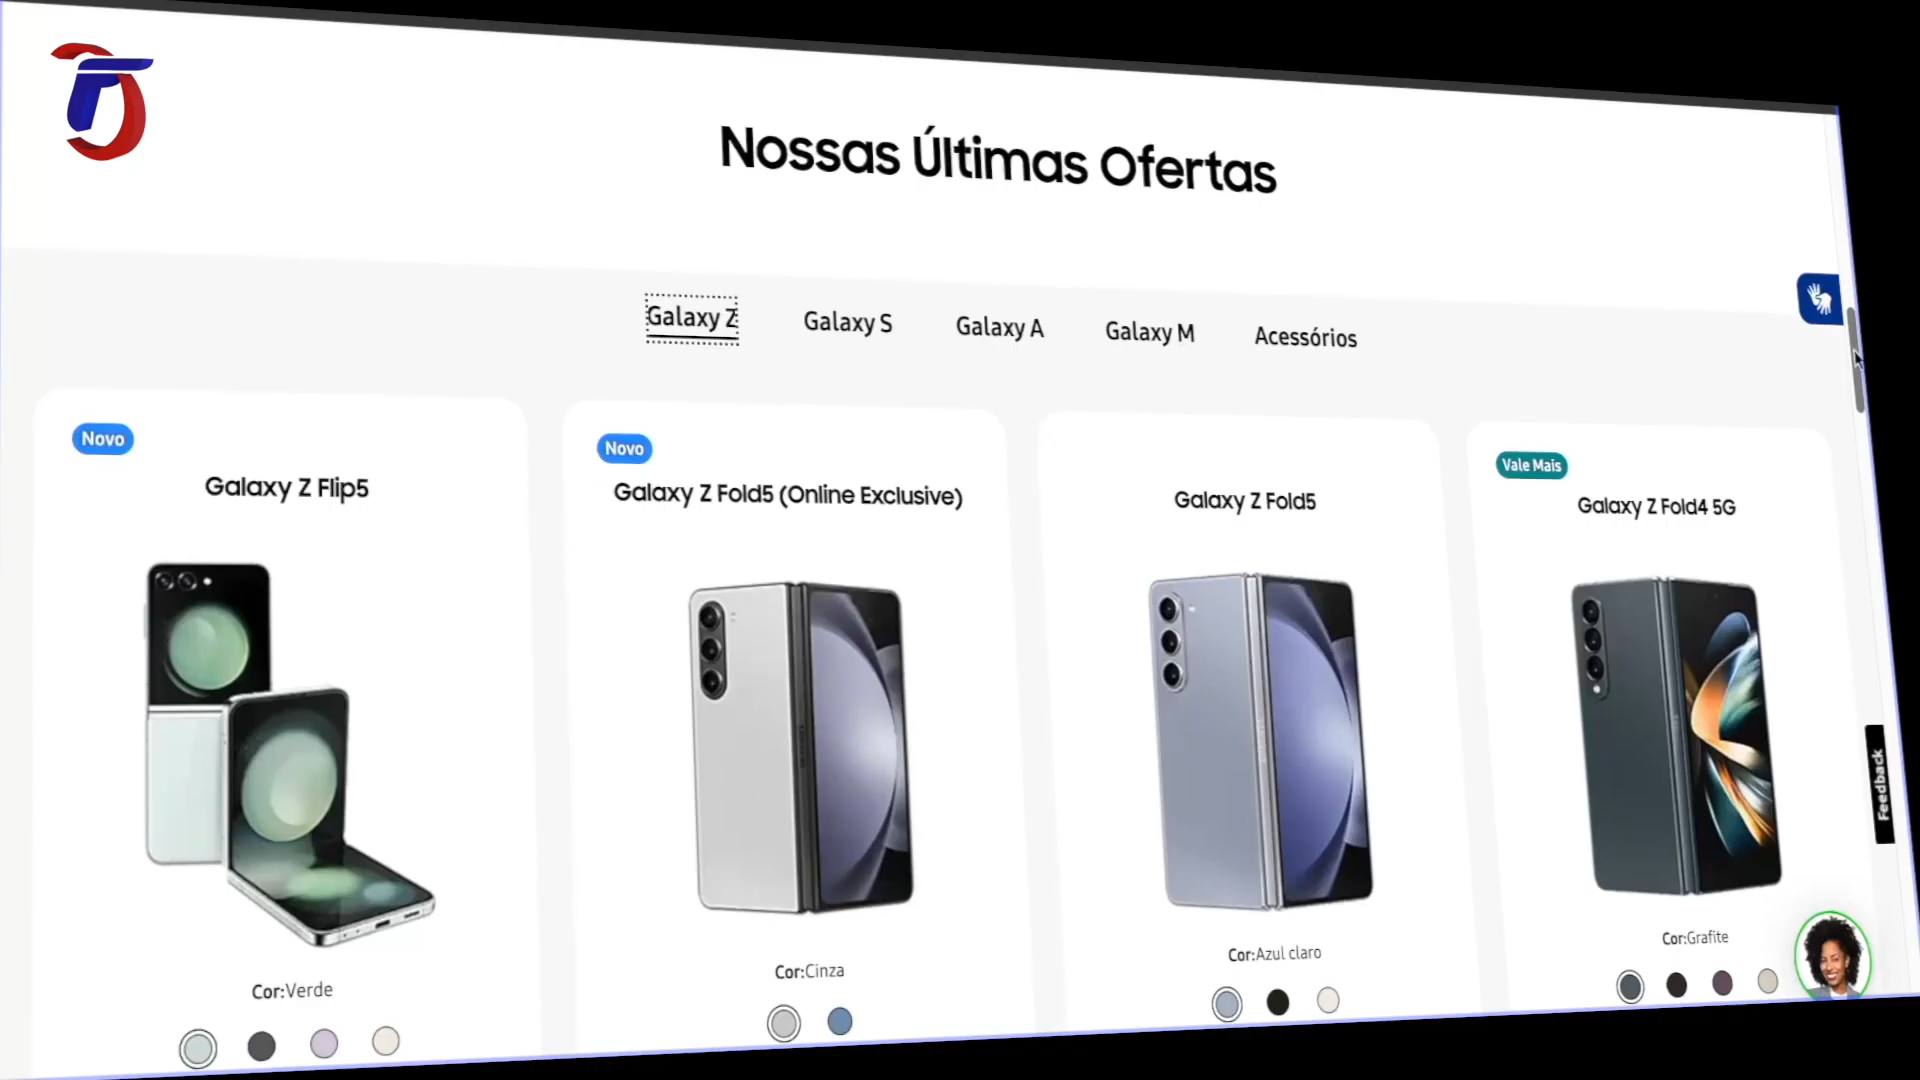 Nossas Últimas Ofertas
Galaxy Z
Galaxy S
Galaxy A
Galaxy M
Acessórios
Novo
Galaxy Z Flip5
Cor:Verde
Novo
Galaxy Z Fold5 (Online Exclusive)
Cor:Cinza
Galaxy Z Fold5
Cor:Azul claro
Vale Mais
Galaxy Z Fold4 5G
Cor:Grafite
Feedback